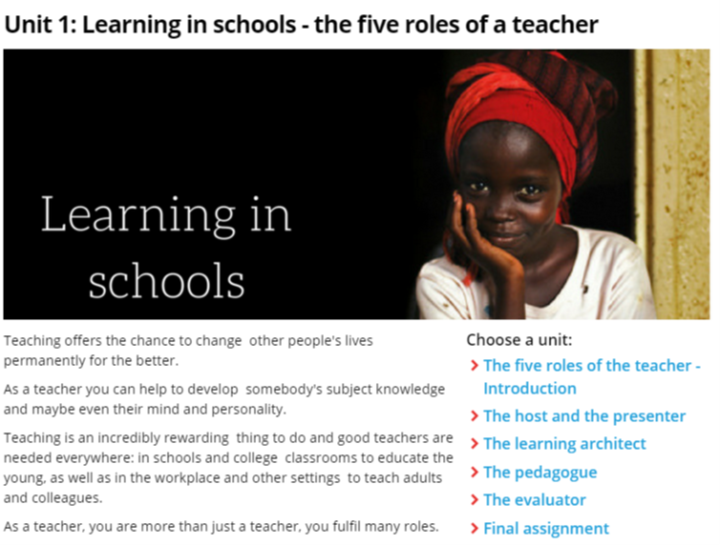 Unit 1: Learning in schools - the five roles of a teacher
Learning in
schools
Teaching offers the chance to change other people's lives
permanently for the better.
As a teacher you can help to develop somebody's subject knowledge
and maybe even their mind and personality.
Teaching is an incredibly rewarding thing to do and good teachers are
needed everywhere: in schools and college classrooms to educate the
young, as well as in the workplace and other settings to teach adults
and colleagues.
As a teacher, you are more than just a teacher, you fulfil many roles.
Choose a unit:
The five roles of the teacher -
Introduction
The host and the presenter
The learning architect
The pedagogue
The evaluator
Final assignment